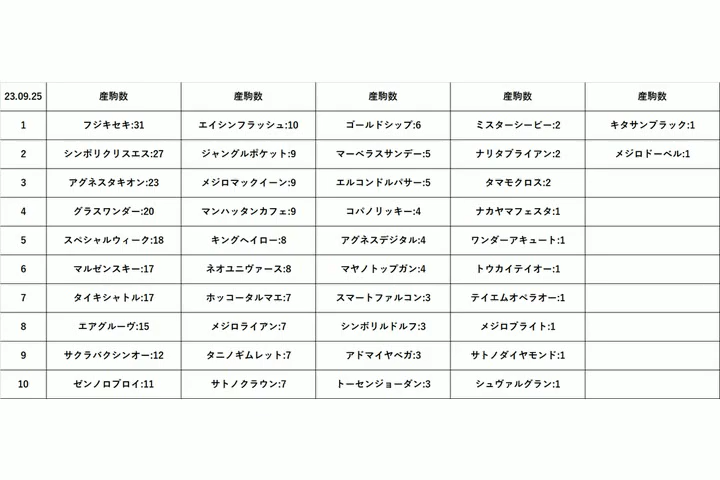 23.09.25 産駒数 産駒数 産駒数 産駒数 産駒数
1 フジキセキ:31 エイシンフラッシュ:10 ゴールドシップ:6 ミスターシービー:2 キタサンブラック:1
2 シンボリクリスエス:27 ジャングルポケット:9 マーベラスサンデー:5 ナリタブライアン:2 メジロドーベル:1
3 アグネスタキオン:23 メジロマックイーン:9 エルコンドルパサー:5 タマモクロス:2
4 グラスワンダー:20 マンハッタンカフェ:9 コパノリッキー:4 ナカヤマフェスタ:1
5 スペシャルウィーク:18 キングヘイロー:8 アグネスデジタル:4 ワンダーアキュート:1
6 マルゼンスキー:17 ネオユニヴァース:8 マヤノトップガン:4 トウカイテイオー:1
7 タイキシャトル:17 ホッコータルマエ:7 スマートファルコン:3 テイエムオペラオー:1
8 エアグルーヴ:15 メジロライアン:7 シンボリルドルフ:3 メジロブライト:1
9 サクラバクシンオー:12 タニノギムレット:7 アドマイヤベガ:3 サトノダイヤモンド:1
10 ゼンノロブロイ:11 サトノクラウン:7 トーセンジョーダン:3 シュヴァルグラン:1